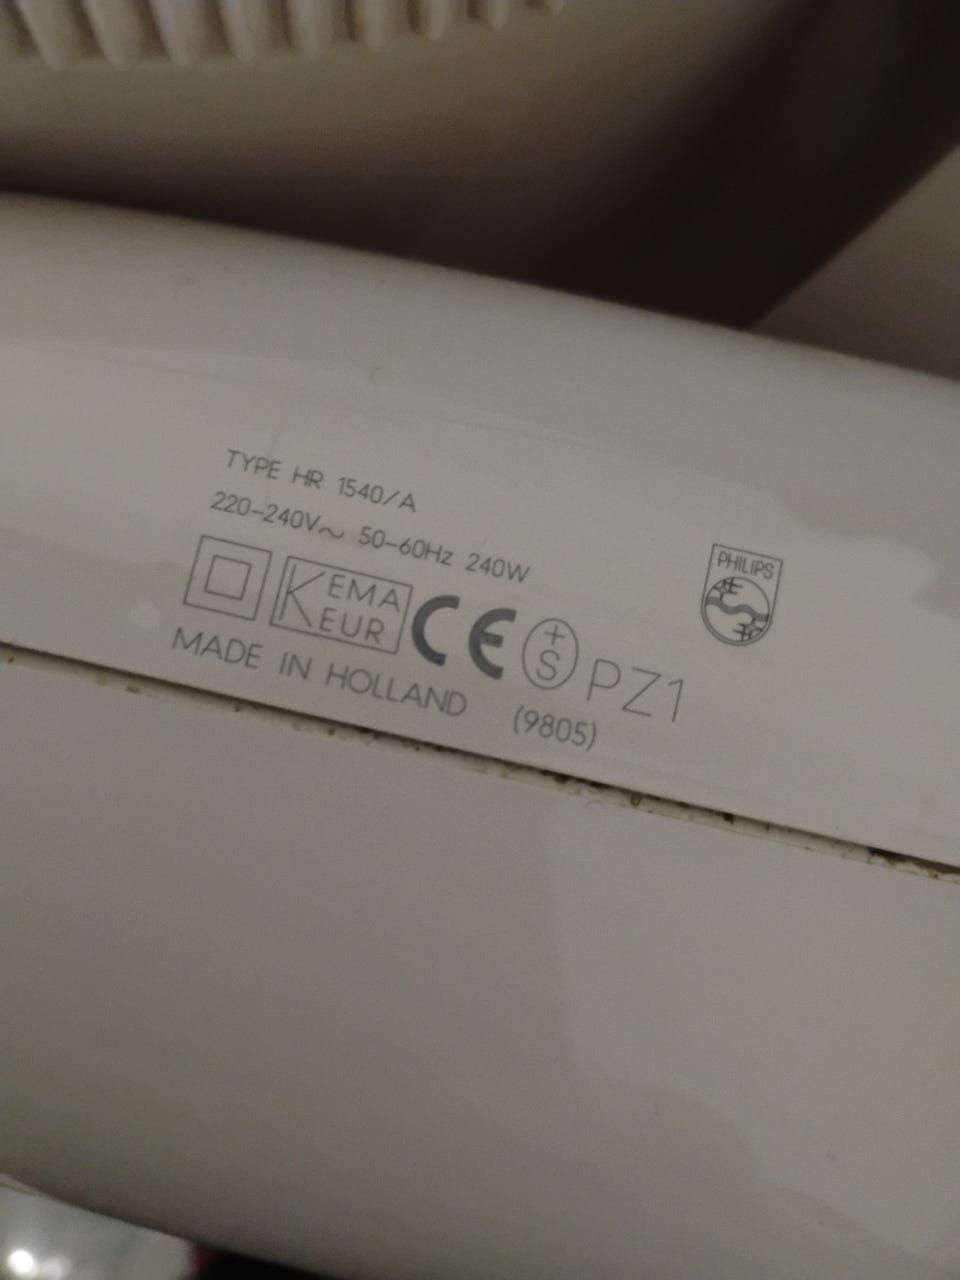 TYPE HR 1540/A
220-240V~ 50-60Hz 240W
KEMA
KEUR
CE
+
S
PZ1
MADE IN HOLLAND (9805)
PHILIPS